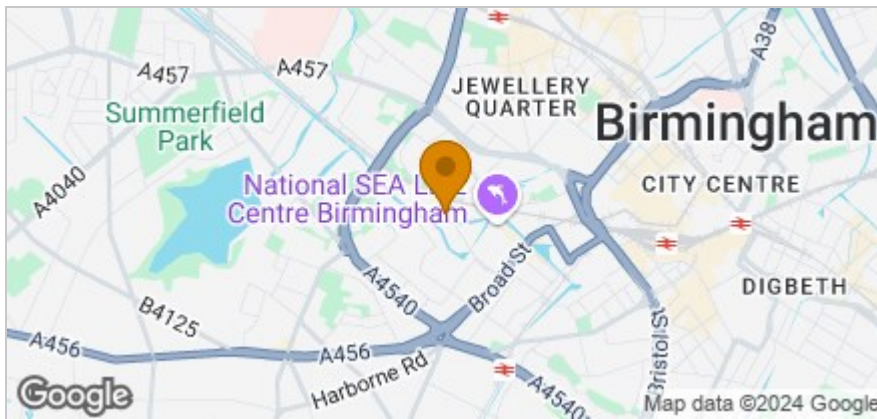 A457
A457
JEWELLERY
QUARTER
A38
Birmingham
Summerfield
Park
A4040
National SEA LIFE
Centre Birmingham
CITY CENTRE
A4540
Broad St
DIGBETH
B4125
A456
A456
Harborne Rd
A4540
Bristol St
Google
Map data ©2024 Google